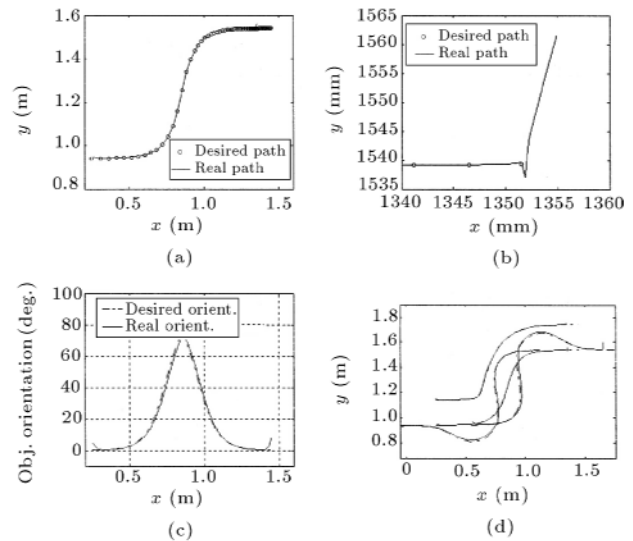 1.6
1.4
1.2
1.0
0.8
y (m)
Desired path
Real path
0.5 1.0 1.5
x (m)
(a)
1565
1560
1555
1550
1545
1540
1535
y (mm)
Desired path
Real path
1340 1345 1350 1355 1360
x (mm)
(b)
100
80
60
40
20
0
Obj. orientation (deg.)
Desired orient.
Real orient.
0.5 1.0 1.5
x (m)
(c)
1.8
1.6
1.4
1.2
1.0
0.8
y (m)
0 0.5 1.0 1.5
x (m)
(d)